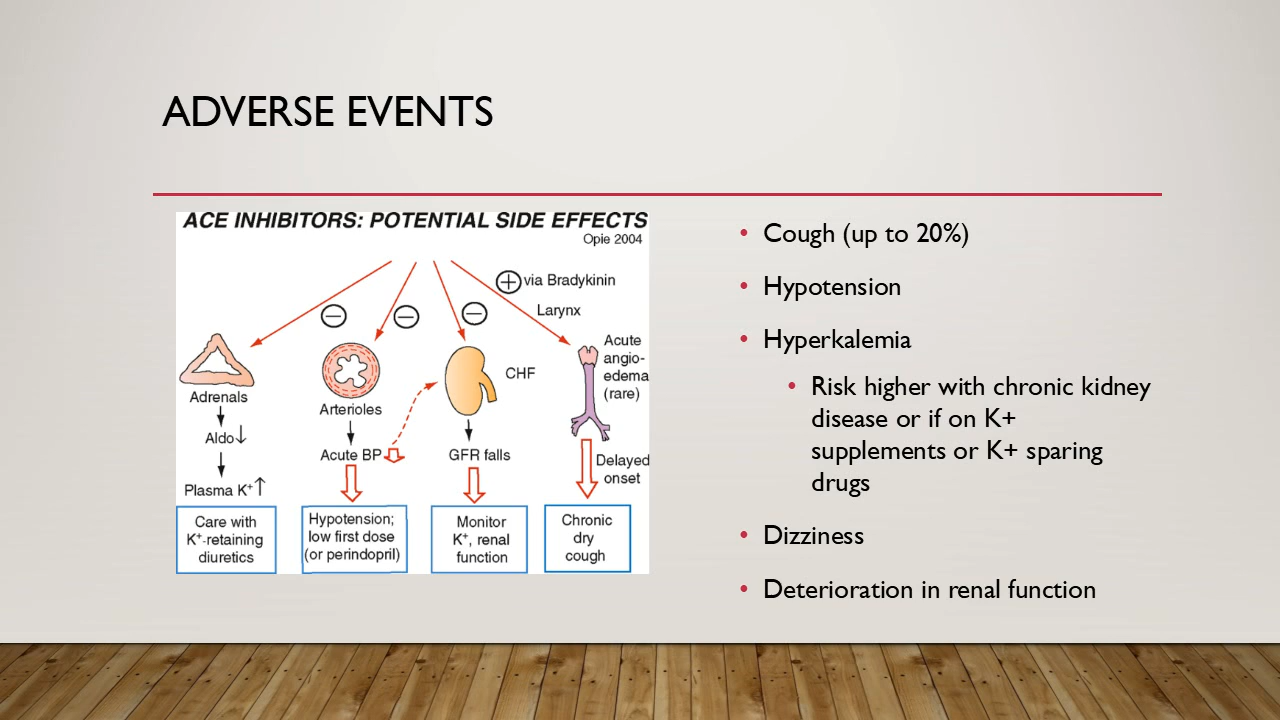 ADVERSE EVENTS
ACE INHIBITORS: POTENTIAL SIDE EFFECTS
Opie 2004
+ via Bradykinin
Larynx
− − −
Acute
angio-
edema
(rare)
CHF
Adrenals
Arterioles
Aldo↓
Acute BP
GFR falls
Delayed
onset
Plasma K⁺↑
Care with
K⁺-retaining
diuretics
Hypotension;
low first dose
(or perindopril)
Monitor
K⁺, renal
function
Chronic
dry
cough
• Cough (up to 20%)
• Hypotension
• Hyperkalemia
• Risk higher with chronic kidney
disease or if on K+
supplements or K+ sparing
drugs
• Dizziness
• Deterioration in renal function